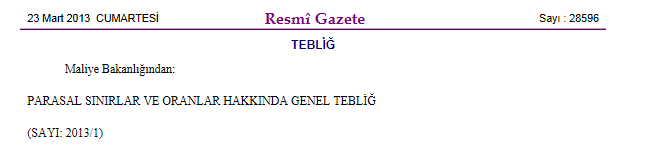 23 Mart 2013  CUMARTESİ Resmî Gazete Sayı : 28596
TEBLİĞ
Maliye Bakanlığından:
PARASAL SINIRLAR VE ORANLAR HAKKINDA GENEL TEBLİĞ
(SAYI: 2013/1)